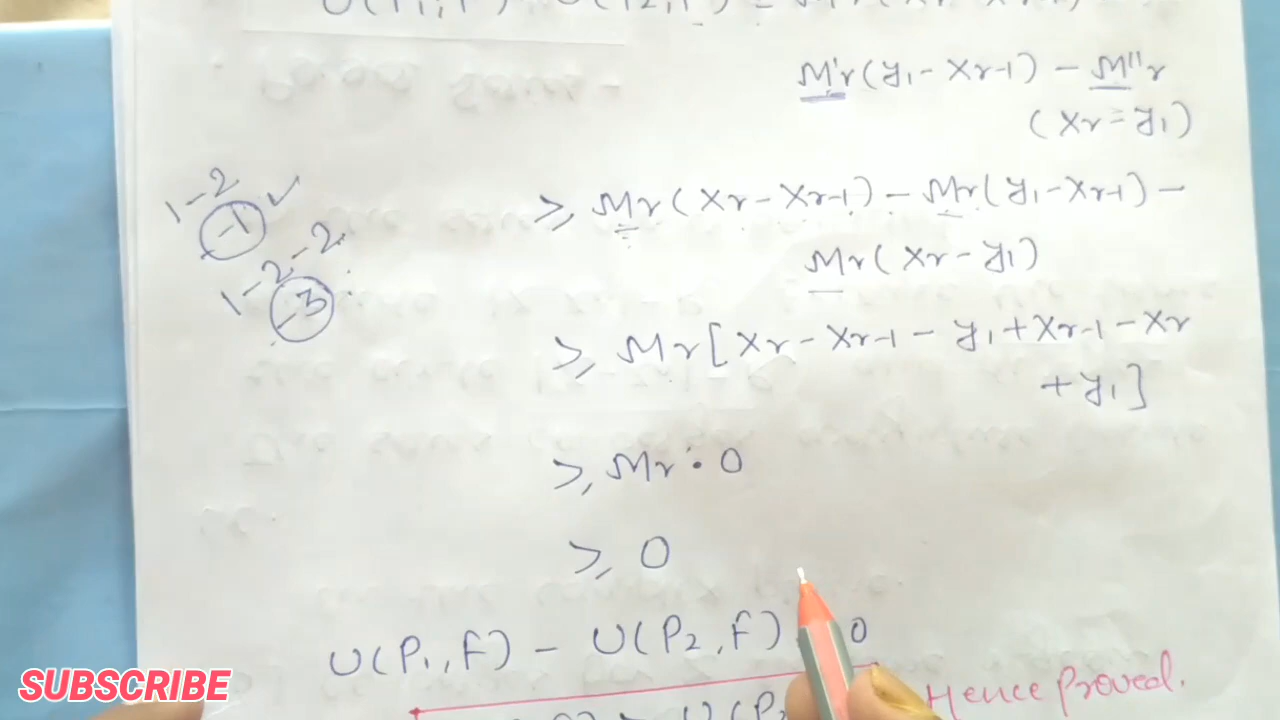 M'r(y1 - xr-1) - M''r
(xr = y1)
1-2
-1 ✓
≥ Mr(xr - xr-1) - Mr(y1 - xr-1) -
1-2-2
-3
Mr(xr - y1)
≥ Mr[xr - xr-1 - y1 + xr-1 - xr
+ y1]
≥ Mr · 0
≥ 0
U(P1, F) - U(P2, F) 0
Hence Proved.
SUBSCRIBE